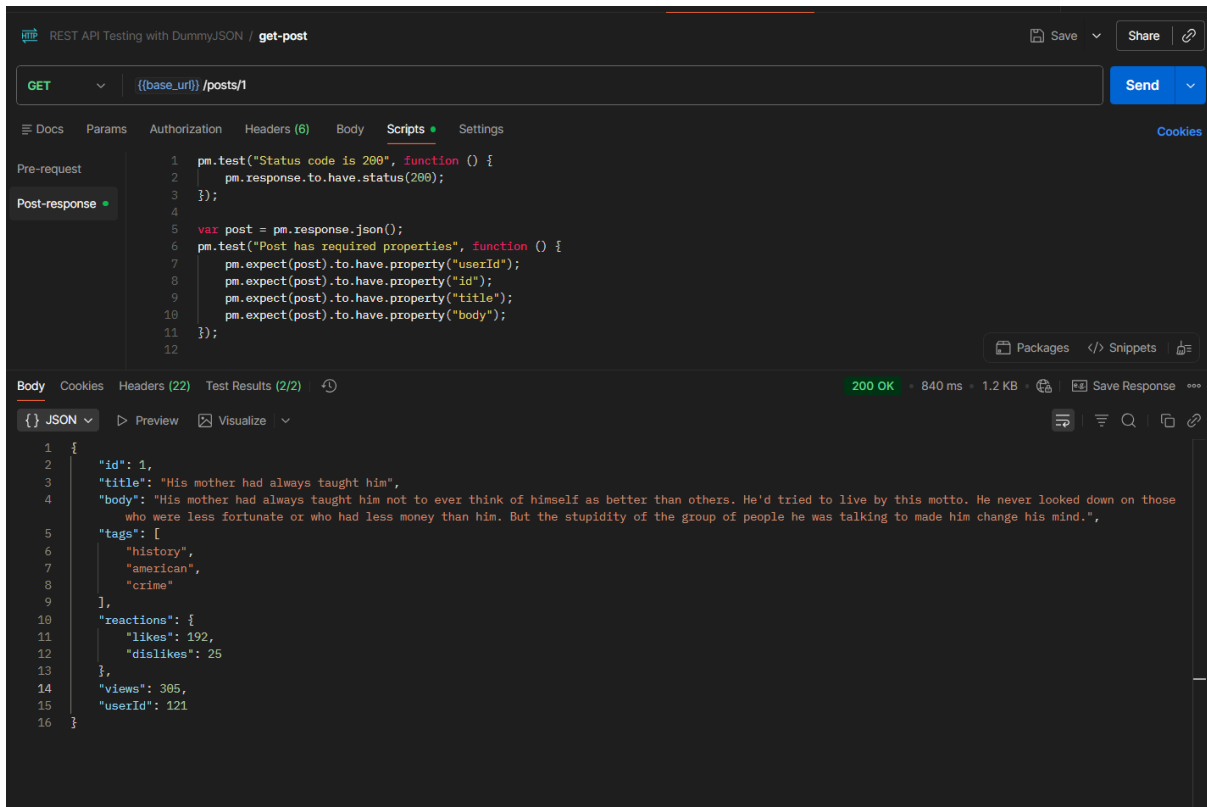 HTTP REST API Testing with DummyJSON / get-post Save Share
GET {{base_url}} /posts/1 Send
Docs Params Authorization Headers (6) Body Scripts Settings Cookies
Pre-request
Post-response
1 pm.test("Status code is 200", function () {
2 pm.response.to.have.status(200);
3 });
4
5 var post = pm.response.json();
6 pm.test("Post has required properties", function () {
7 pm.expect(post).to.have.property("userId");
8 pm.expect(post).to.have.property("id");
9 pm.expect(post).to.have.property("title");
10 pm.expect(post).to.have.property("body");
11 });
12
Packages </> Snippets
Body Cookies Headers (22) Test Results (2/2) 200 OK 840 ms 1.2 KB e.g. Save Response
{} JSON Preview Visualize
1 {
2 "id": 1,
3 "title": "His mother had always taught him",
4 "body": "His mother had always taught him not to ever think of himself as better than others. He'd tried to live by this motto. He never looked down on those
who were less fortunate or who had less money than him. But the stupidity of the group of people he was talking to made him change his mind.",
5 "tags": [
6 "history",
7 "american",
8 "crime"
9 ],
10 "reactions": {
11 "likes": 192,
12 "dislikes": 25
13 },
14 "views": 305,
15 "userId": 121
16 }